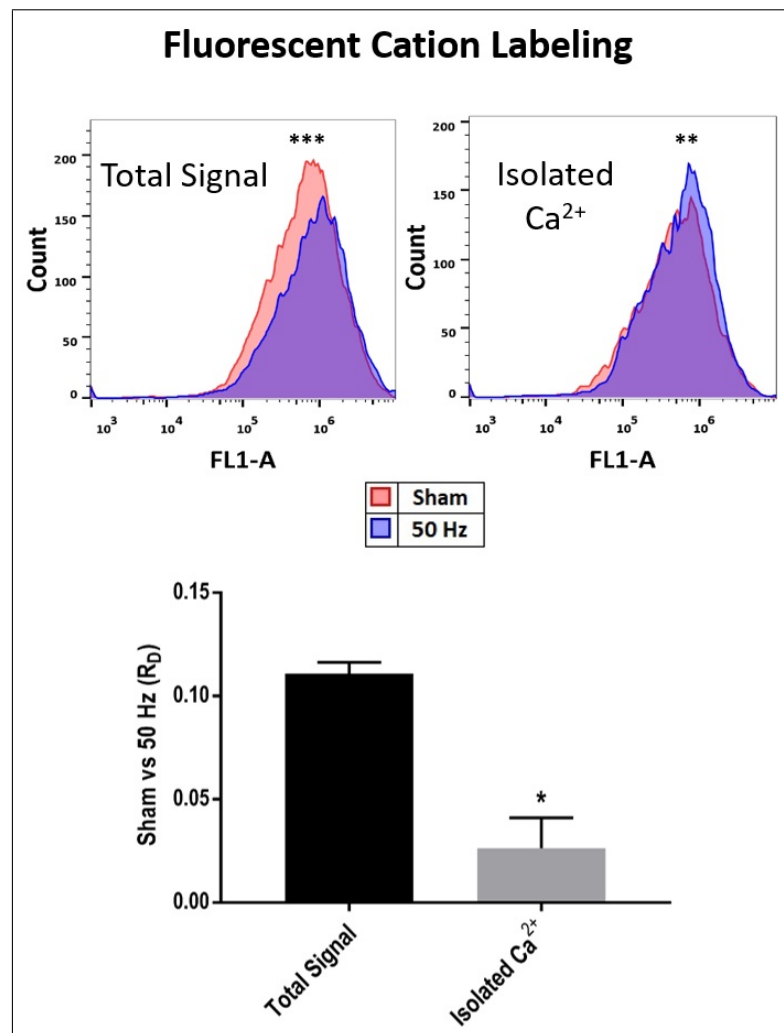 Fluorescent Cation Labeling
***
Total Signal
Count
200
150
100
50
0
10³ 10⁴ 10⁵ 10⁶
FL1-A
**
Isolated
Ca²⁺
Count
200
150
100
50
0
10³ 10⁴ 10⁵ 10⁶
FL1-A
Sham
50 Hz
Sham vs 50 Hz (R_D)
0.15
0.10
0.05
0.00
*
Total Signal
Isolated Ca²⁺